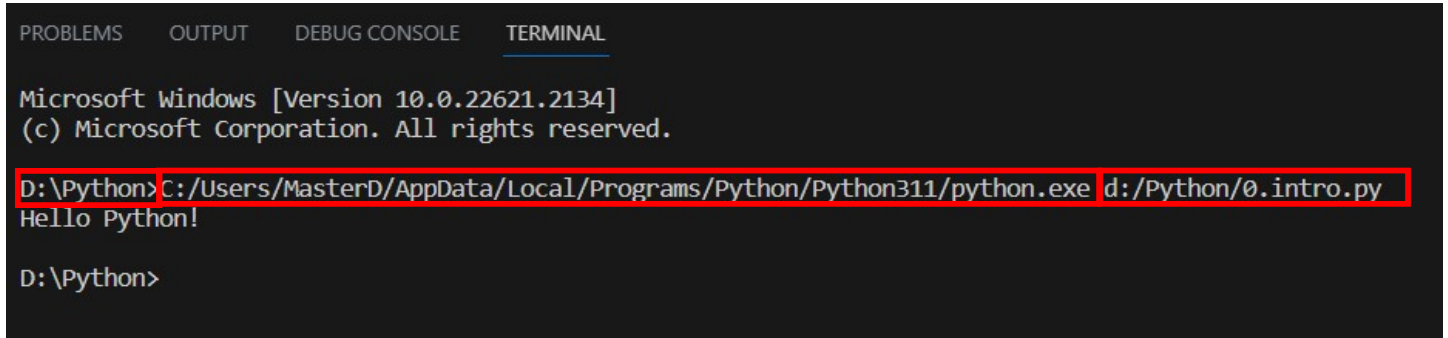 PROBLEMS OUTPUT DEBUG CONSOLE TERMINAL
Microsoft Windows [Version 10.0.22621.2134]
(c) Microsoft Corporation. All rights reserved.
D:\Python>C:/Users/MasterD/AppData/Local/Programs/Python/Python311/python.exe d:/Python/0.intro.py
Hello Python!
D:\Python>